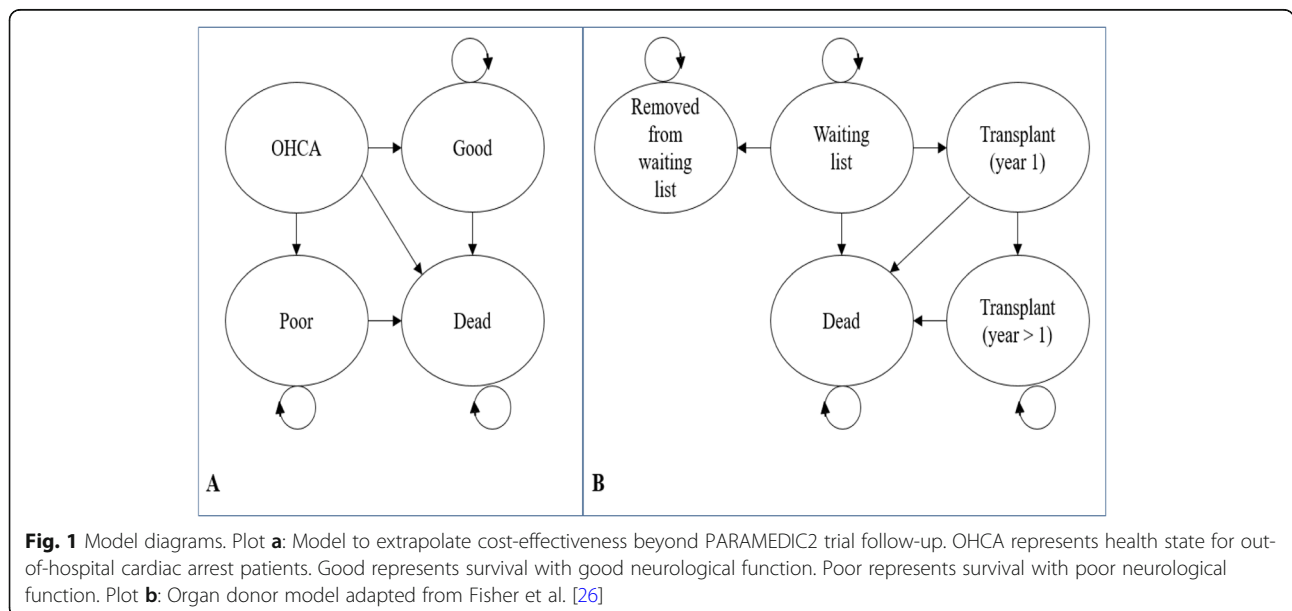 OHCA
Good
Poor
Dead
A
Removed
from
waiting
list
Waiting
list
Transplant
(year 1)
Dead
Transplant
(year > 1)
B
Fig. 1 Model diagrams. Plot a: Model to extrapolate cost-effectiveness beyond PARAMEDIC2 trial follow-up. OHCA represents health state for out-
of-hospital cardiac arrest patients. Good represents survival with good neurological function. Poor represents survival with poor neurological
function. Plot b: Organ donor model adapted from Fisher et al. [26]